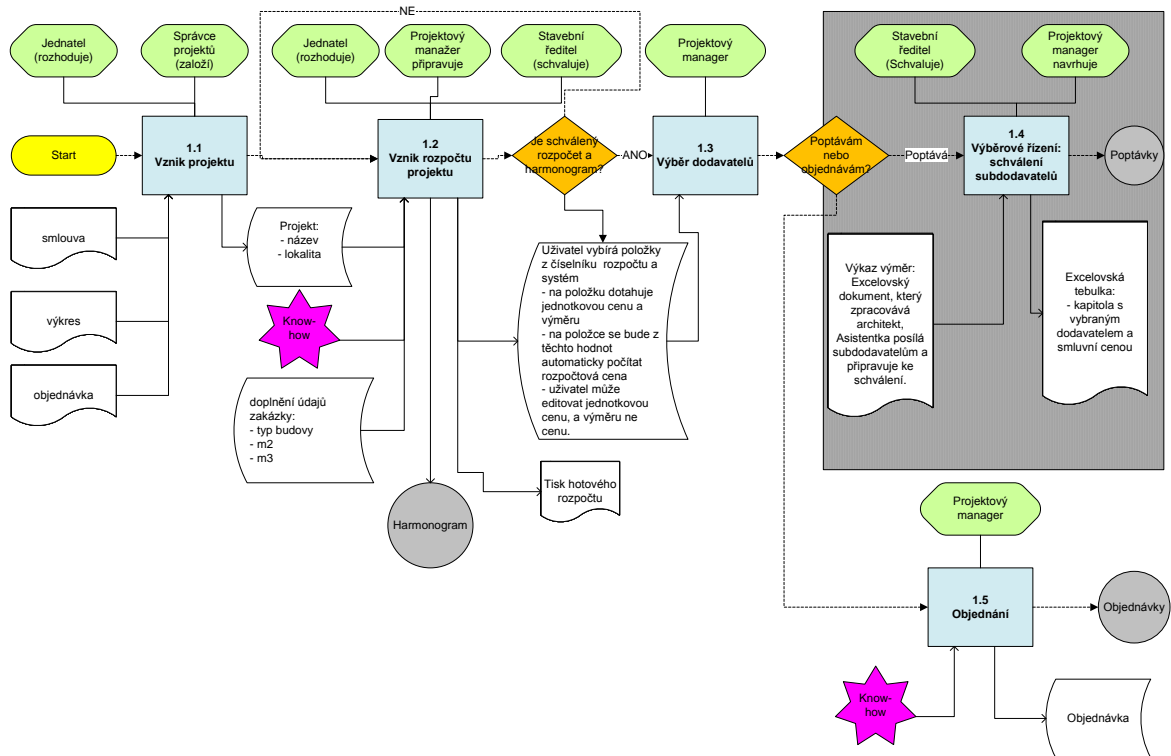 NE
Jednatel
(rozhoduje)
Správce
projektů
(založí)
Jednatel
(rozhoduje)
Projektový
manažer
připravuje
Stavební
ředitel
(schvaluje)
Projektový
manager
Stavební
ředitel
(Schvaluje)
Projektový
manager
navrhuje
Start
1.1
Vznik projektu
1.2
Vznik rozpočtu
projektu
Je schválený
rozpočet a
harmonogram?
ANO
1.3
Výběr dodavatelů
Poptávám
nebo
objednávám?
Poptává
1.4
Výběrové řízení:
schválení
subdodavatelů
Poptávky
smlouva
výkres
objednávka
Projekt:
- název
- lokalita
Know-
how
doplnění údajů
zakázky:
- typ budovy
- m2
- m3
Uživatel vybírá položky
z číselníku rozpočtu a
systém
- na položku dotahuje
jednotkovou cenu a
výměru
- na položce se bude z
těchto hodnot
automaticky počítat
rozpočtová cena
- uživatel může
editovat jednotkovou
cenu, a výměru ne
cenu.
Výkaz výměr:
Excelovský
dokument, který
zpracovává
architekt,
Asistentka posílá
subdodavatelům a
připravuje ke
schválení.
Excelovská
tebulka:
- kapitola s
vybraným
dodavatelem a
smluvní cenou
Harmonogram
Tisk hotového
rozpočtu
Projektový
manager
1.5
Objednání
Objednávky
Know-
how
Objednávka